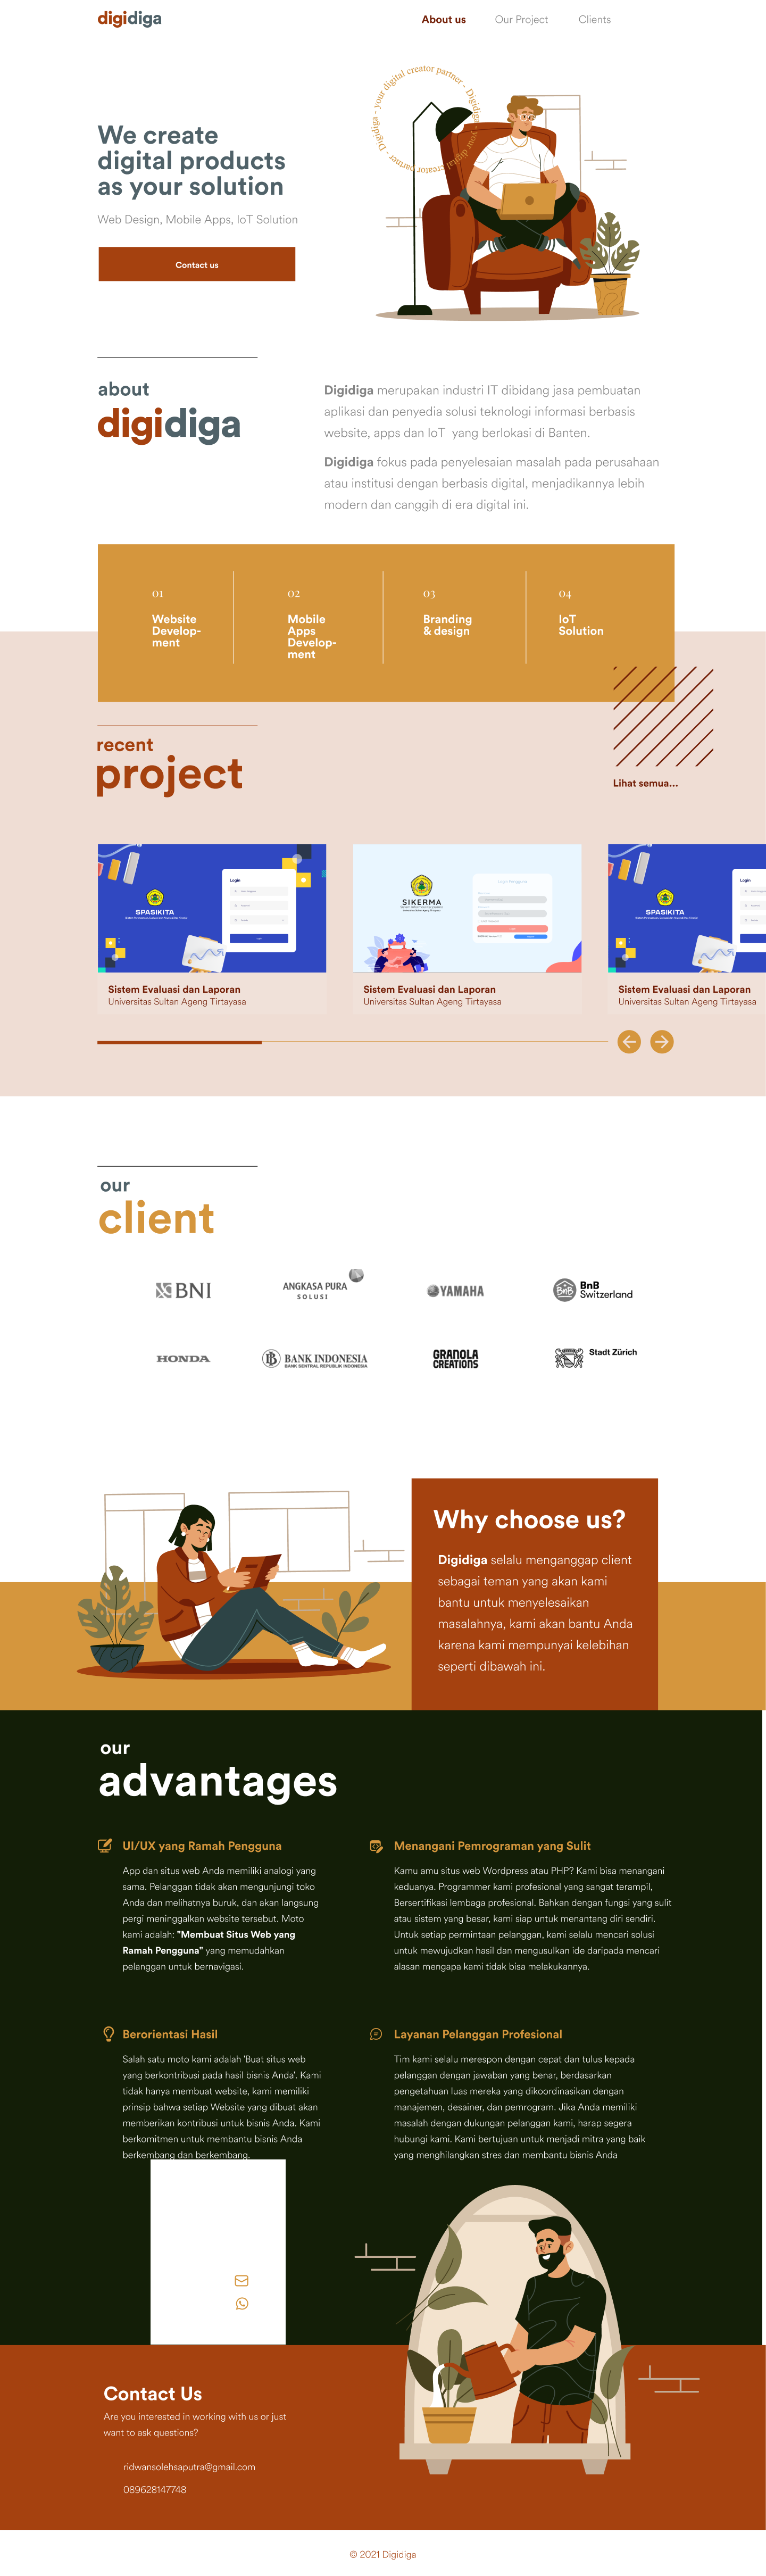 digidiga
About us
Our Project
Clients
Digidiga - your digital creator partner - Digidiga - your digital creator partner -
We create
digital products
as your solution
Web Design, Mobile Apps, IoT Solution
Contact us
about
digidiga
Digidiga merupakan industri IT dibidang jasa pembuatan
aplikasi dan penyedia solusi teknologi informasi berbasis
website, apps dan IoT yang berlokasi di Banten.
Digidiga fokus pada penyelesaian masalah pada perusahaan
atau institusi dengan berbasis digital, menjadikannya lebih
modern dan canggih di era digital ini.
01
Website
Develop-
ment
02
Mobile
Apps
Develop-
ment
03
Branding
& design
04
IoT
Solution
recent
project
Lihat semua...
SPASIKITA
Login
SIKERMA
Login Pengguna
SPASIKITA
Login
Sistem Evaluasi dan Laporan
Universitas Sultan Ageng Tirtayasa
Sistem Evaluasi dan Laporan
Universitas Sultan Ageng Tirtayasa
Sistem Evaluasi dan Laporan
Universitas Sultan Ageng Tirtayasa
our
client
BNI
ANGKASA PURA
SOLUSI
YAMAHA
BnB
BnB
Switzerland
HONDA
BANK INDONESIA
BANK SENTRAL REPUBLIK INDONESIA
GRANOLA
CREATIONS
Stadt Zürich
Why choose us?
Digidiga selalu menganggap client
sebagai teman yang akan kami
bantu untuk menyelesaikan
masalahnya, kami akan bantu Anda
karena kami mempunyai kelebihan
seperti dibawah ini.
our
advantages
UI/UX yang Ramah Pengguna
App dan situs web Anda memiliki analogi yang
sama. Pelanggan tidak akan mengunjungi toko
Anda dan melihatnya buruk, dan akan langsung
pergi meninggalkan website tersebut. Moto
kami adalah: "Membuat Situs Web yang
Ramah Pengguna" yang memudahkan
pelanggan untuk bernavigasi.
Menangani Pemrograman yang Sulit
Kamu amu situs web Wordpress atau PHP? Kami bisa menangani
keduanya. Programmer kami profesional yang sangat terampil,
Bersertifikasi lembaga profesional. Bahkan dengan fungsi yang sulit
atau sistem yang besar, kami siap untuk menantang diri sendiri.
Untuk setiap permintaan pelanggan, kami selalu mencari solusi
untuk mewujudkan hasil dan mengusulkan ide daripada mencari
alasan mengapa kami tidak bisa melakukannya.
Berorientasi Hasil
Salah satu moto kami adalah 'Buat situs web
yang berkontribusi pada hasil bisnis Anda'. Kami
tidak hanya membuat website, kami memiliki
prinsip bahwa setiap Website yang dibuat akan
memberikan kontribusi untuk bisnis Anda. Kami
berkomitmen untuk membantu bisnis Anda
berkembang dan berkembang.
Layanan Pelanggan Profesional
Tim kami selalu merespon dengan cepat dan tulus kepada
pelanggan dengan jawaban yang benar, berdasarkan
pengetahuan luas mereka yang dikoordinasikan dengan
manajemen, desainer, dan pemrogram. Jika Anda memiliki
masalah dengan dukungan pelanggan kami, harap segera
hubungi kami. Kami bertujuan untuk menjadi mitra yang baik
yang menghilangkan stres dan membantu bisnis Anda
Contact Us
Are you interested in working with us or just
want to ask questions?
ridwansolehsaputra@gmail.com
089628147748
© 2021 Digidiga